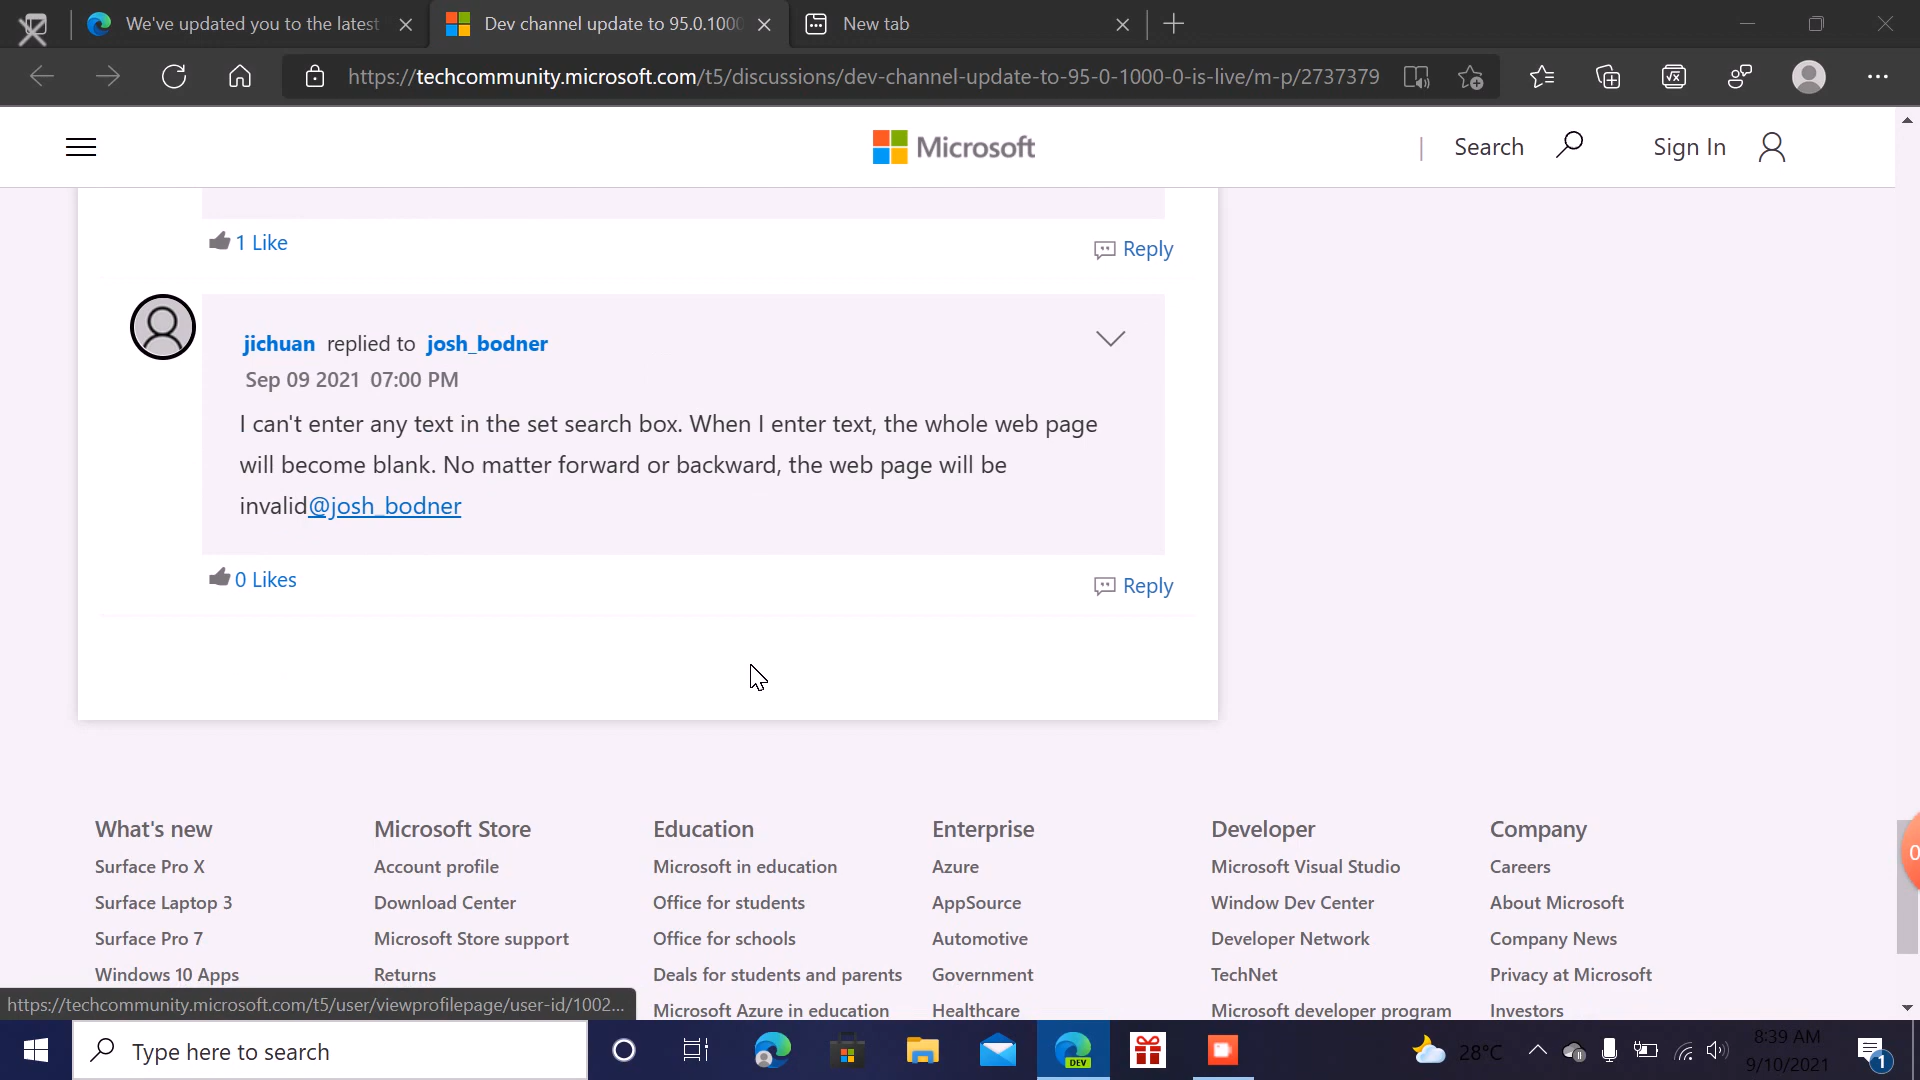 We've updated you to the latest
Dev channel update to 95.0.1000
New tab
https://techcommunity.microsoft.com/t5/discussions/dev-channel-update-to-95-0-1000-0-is-live/m-p/2737379
Microsoft
Search
Sign In
1 Like
Reply
jichuan replied to josh_bodner
Sep 09 2021 07:00 PM
I can't enter any text in the set search box. When I enter text, the whole web page
will become blank. No matter forward or backward, the web page will be
invalid@josh_bodner
0 Likes
Reply
What's new
Surface Pro X
Surface Laptop 3
Surface Pro 7
Windows 10 Apps
Microsoft Store
Account profile
Download Center
Microsoft Store support
Returns
Education
Microsoft in education
Office for students
Office for schools
Deals for students and parents
Microsoft Azure in education
Enterprise
Azure
AppSource
Automotive
Government
Healthcare
Developer
Microsoft Visual Studio
Window Dev Center
Developer Network
TechNet
Microsoft developer program
Company
Careers
About Microsoft
Company News
Privacy at Microsoft
Investors
0
https://techcommunity.microsoft.com/t5/user/viewprofilepage/user-id/1002...
Type here to search
DEV
28°C
8:39 AM
9/10/2021
1